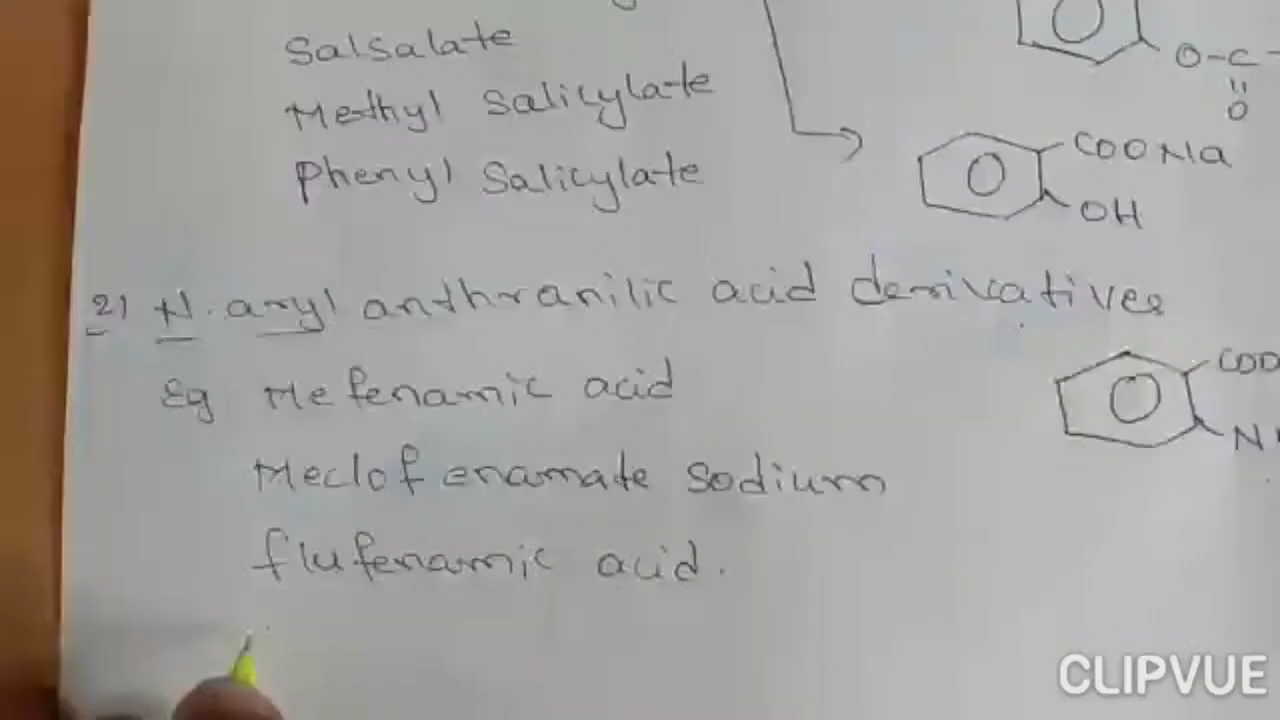 Salsalate
Methyl Salicylate
Phenyl Salicylate
O-C
O
COONa
OH
2) N. aryl anthranilic acid derivatives
Eg Mefenamic acid
COO
N
Meclofenamate sodium
flufenamic acid.
CLIPVUE